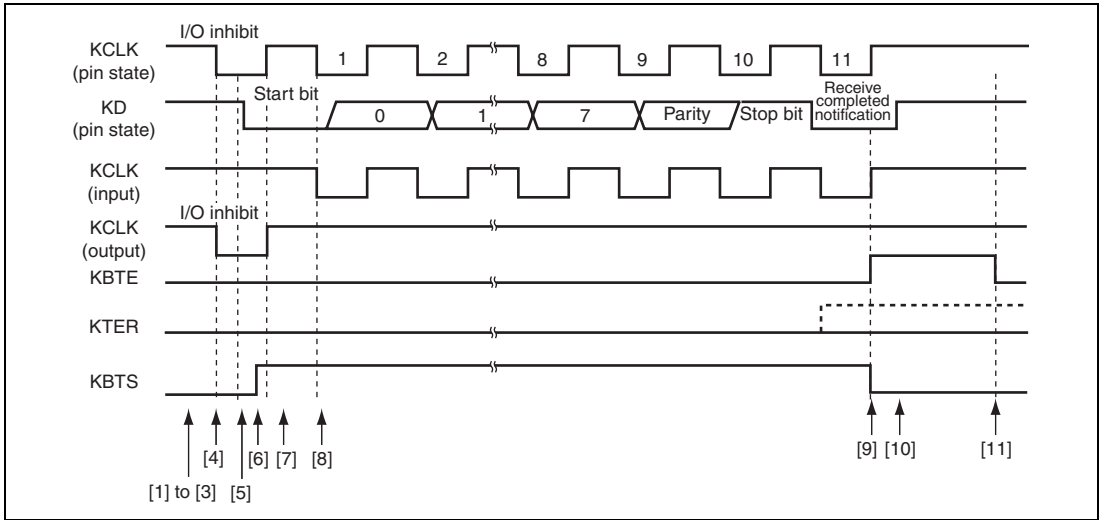 I/O inhibit
KCLK
(pin state)
1 2 8 9 10 11
KD
(pin state)
Start bit
0 1 7 Parity Stop bit
Receive
completed
notification
KCLK
(input)
I/O inhibit
KCLK
(output)
KBTE
KTER
KBTS
[4] [6] [7] [8] [9] [10] [11]
[1] to [3] [5]